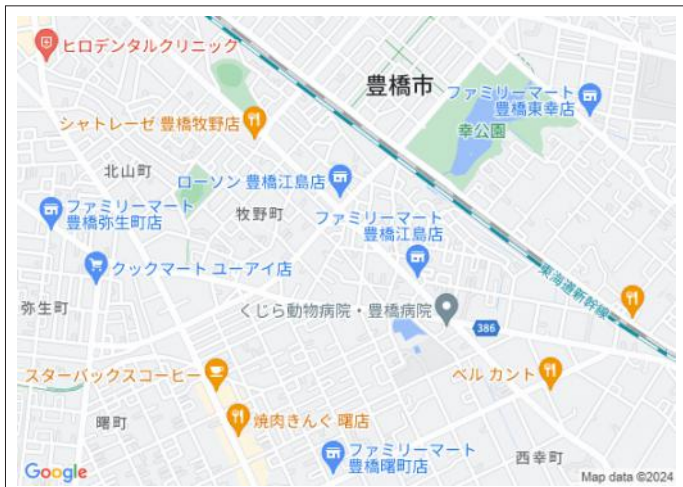 ヒロデンタルクリニック
豊橋市
ファミリーマート
豊橋東幸店
幸公園
シャトレーゼ 豊橋牧野店
北山町
ローソン 豊橋江島店
牧野町
ファミリーマート
豊橋弥生町店
ファミリーマート
豊橋江島店
クックマート ユーアイ店
東海道新幹線
弥生町
くじら動物病院・豊橋病院
386
スターバックスコーヒー
ベル カント
曙町
焼肉きんぐ 曙店
ファミリーマート
豊橋曙町店
西幸町
Google
Map data ©2024